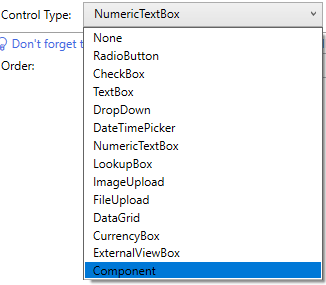 Control Type: NumericTextBox
Don't forget t
Order:
None
RadioButton
CheckBox
TextBox
DropDown
DateTimePicker
NumericTextBox
LookupBox
ImageUpload
FileUpload
DataGrid
CurrencyBox
ExternalViewBox
Component